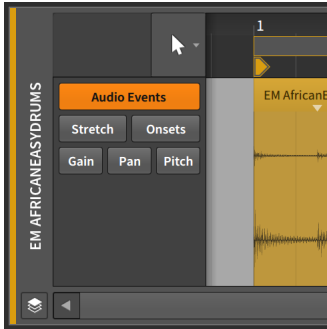 1
EM AFRICANEASYDRUMS
Audio Events
EM AfricanE
Stretch Onsets
Gain Pan Pitch